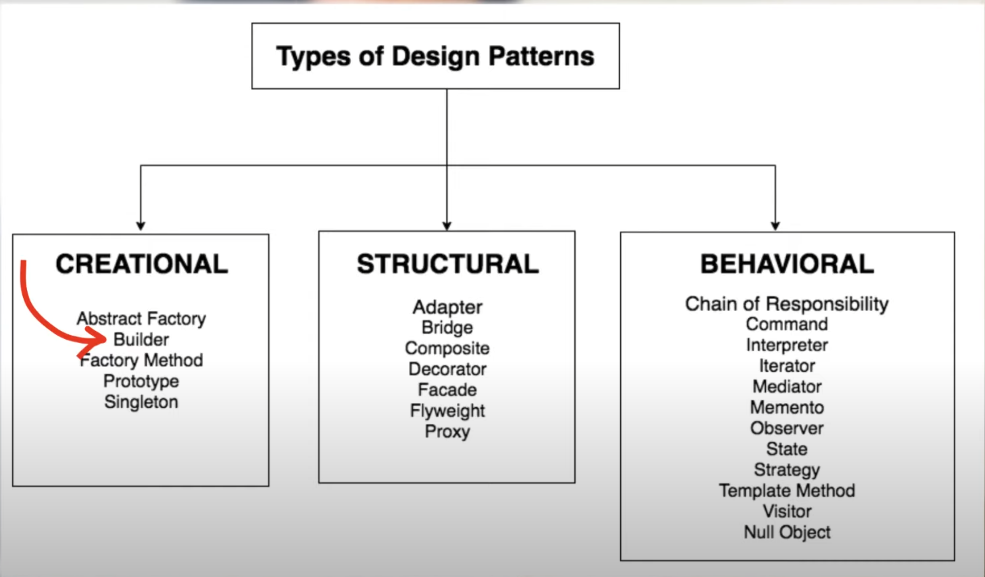 Types of Design Patterns
CREATIONAL
Abstract Factory
Builder
Factory Method
Prototype
Singleton
STRUCTURAL
Adapter
Bridge
Composite
Decorator
Facade
Flyweight
Proxy
BEHAVIORAL
Chain of Responsibility
Command
Interpreter
Iterator
Mediator
Memento
Observer
State
Strategy
Template Method
Visitor
Null Object